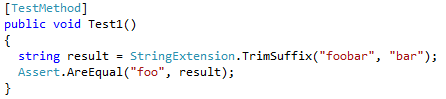 [TestMethod]
public void Test1()
{
  string result = StringExtension.TrimSuffix("foobar", "bar");
  Assert.AreEqual("foo", result);
}